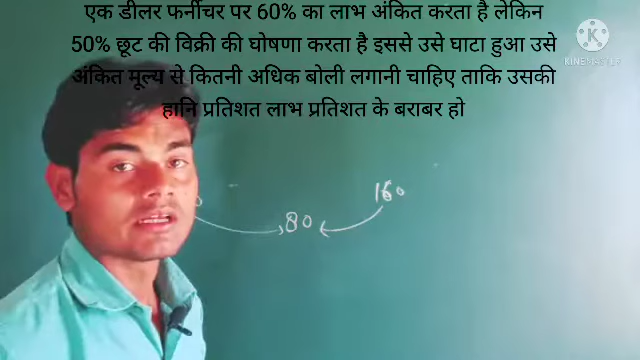 एक डीलर फर्नीचर पर 60% का लाभ अंकित करता है लेकिन
50% छूट की विक्री की घोषणा करता है इससे उसे घाटा हुआ उसे
अंकित मूल्य से कितनी अधिक बोली लगानी चाहिए ताकि उसकी
हानि प्रतिशत लाभ प्रतिशत के बराबर हो
KINEMASTER
160
80